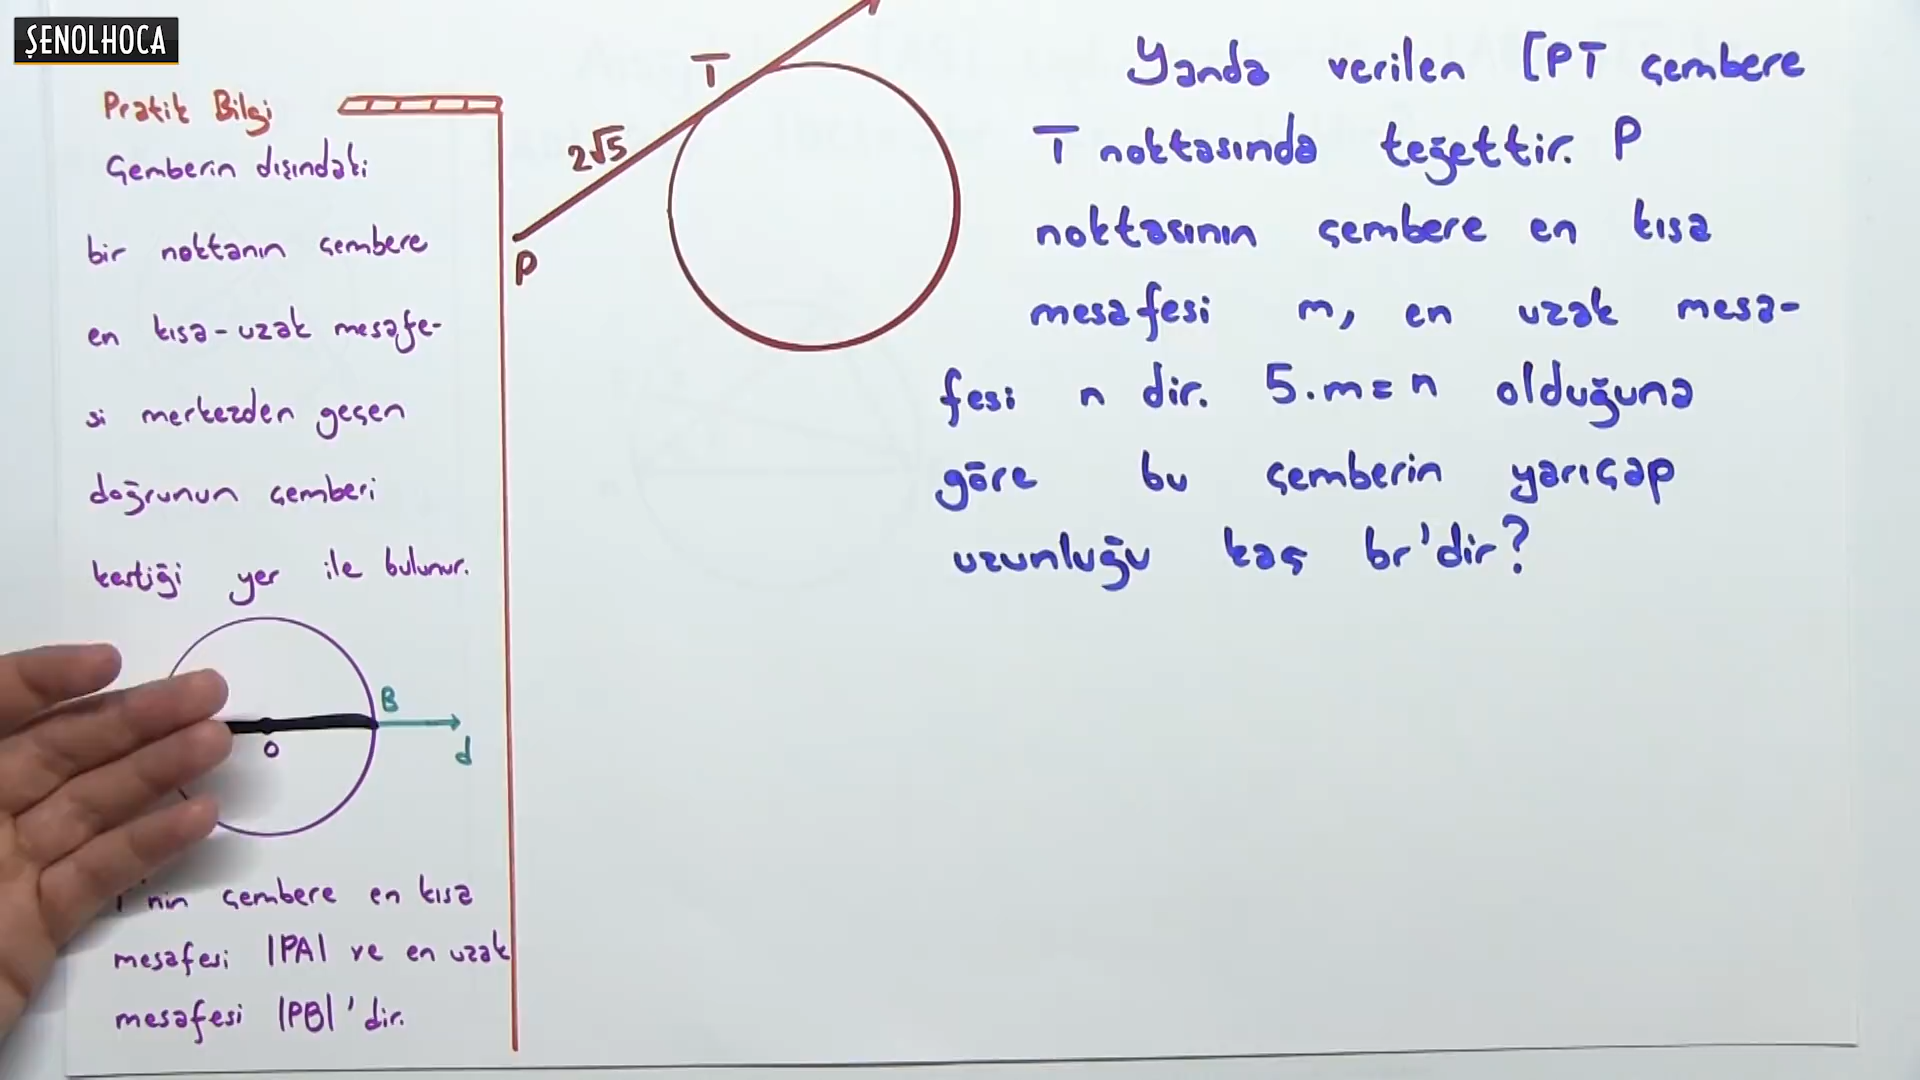 ŞENOLHOCA
Pratik Bilgi
Çemberin dışındaki
bir noktanın çembere
en kısa-uzak mesafe-
si merkezden geçen
doğrunun çemberi
kestiği yer ile bulunur.
O
B
d
'nin çembere en kısa
mesafesi |PA| ve en uzak
mesafesi |PB|'dir.
T
2√5
P
Yanda verilen [PT çembere
T noktasında teğettir. P
noktasının çembere en kısa
mesafesi m, en uzak mesa-
fesi n dir. 5.m=n olduğuna
göre bu çemberin yarıçap
uzunluğu kaç br'dir?